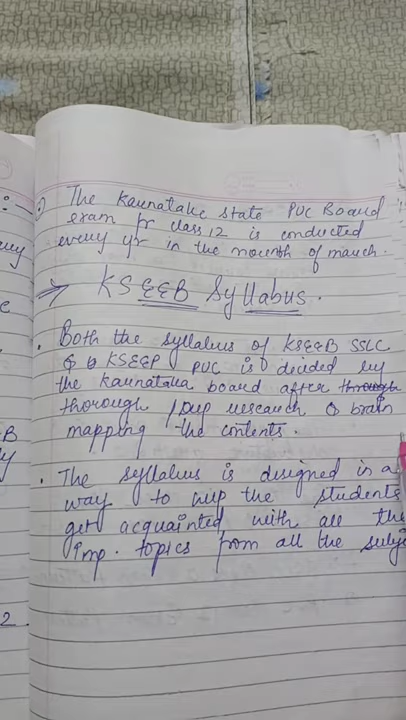 :- The Karnataka state PUC Board
exam for class 12 is conducted
every yr in the month of march.
→ KSEEB Syllabus.
• Both the syllabus of KSEEB SSLC
& KSEEP PUC is decided by
the karnataka board after through
thorough prep research & brain
mapping the contents.
• The syllabus is designed in a
way to help the students
get acquainted with all the
imp. topics from all the subje
2